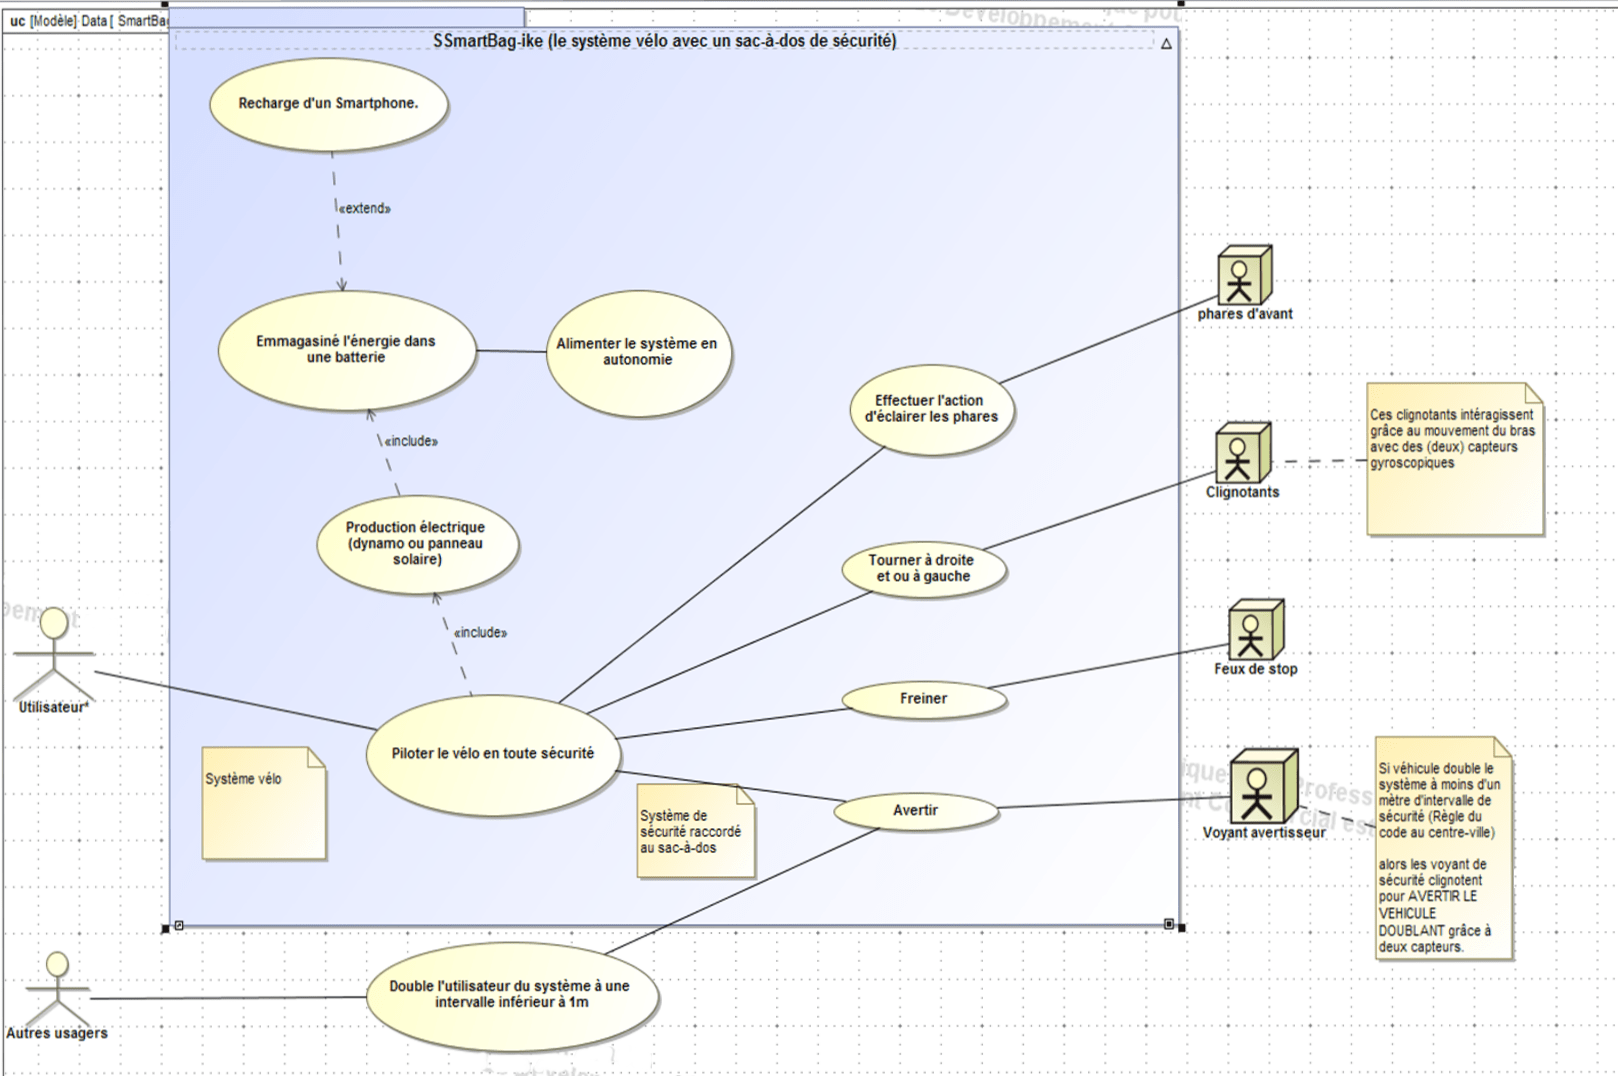 uc [Modèle] Data [ SmartBag
SSmartBag-ike (le système vélo avec un sac-à-dos de sécurité)
Recharge d'un Smartphone.
«extend»
Emmagasiné l'énergie dans
une batterie
Alimenter le système en
autonomie
«include»
Production électrique
(dynamo ou panneau
solaire)
«include»
Piloter le vélo en toute sécurité
Effectuer l'action
d'éclairer les phares
Tourner à droite
et ou à gauche
Freiner
Avertir
phares d'avant
Clignotants
Ces clignotants intéragissent
grâce au mouvement du bras
avec des (deux) capteurs
gyroscopiques
Feux de stop
Voyant avertisseur
Si véhicule double le
système à moins d'un
mètre d'intervalle de
sécurité (Règle du
code au centre-ville)
alors les voyant de
sécurité clignotent
pour AVERTIR LE
VEHICULE
DOUBLANT grâce à
deux capteurs.
Utilisateur*
Système vélo
Système de
sécurité raccordé
au sac-à-dos
Double l'utilisateur du système à une
intervalle inférieur à 1m
Autres usagers